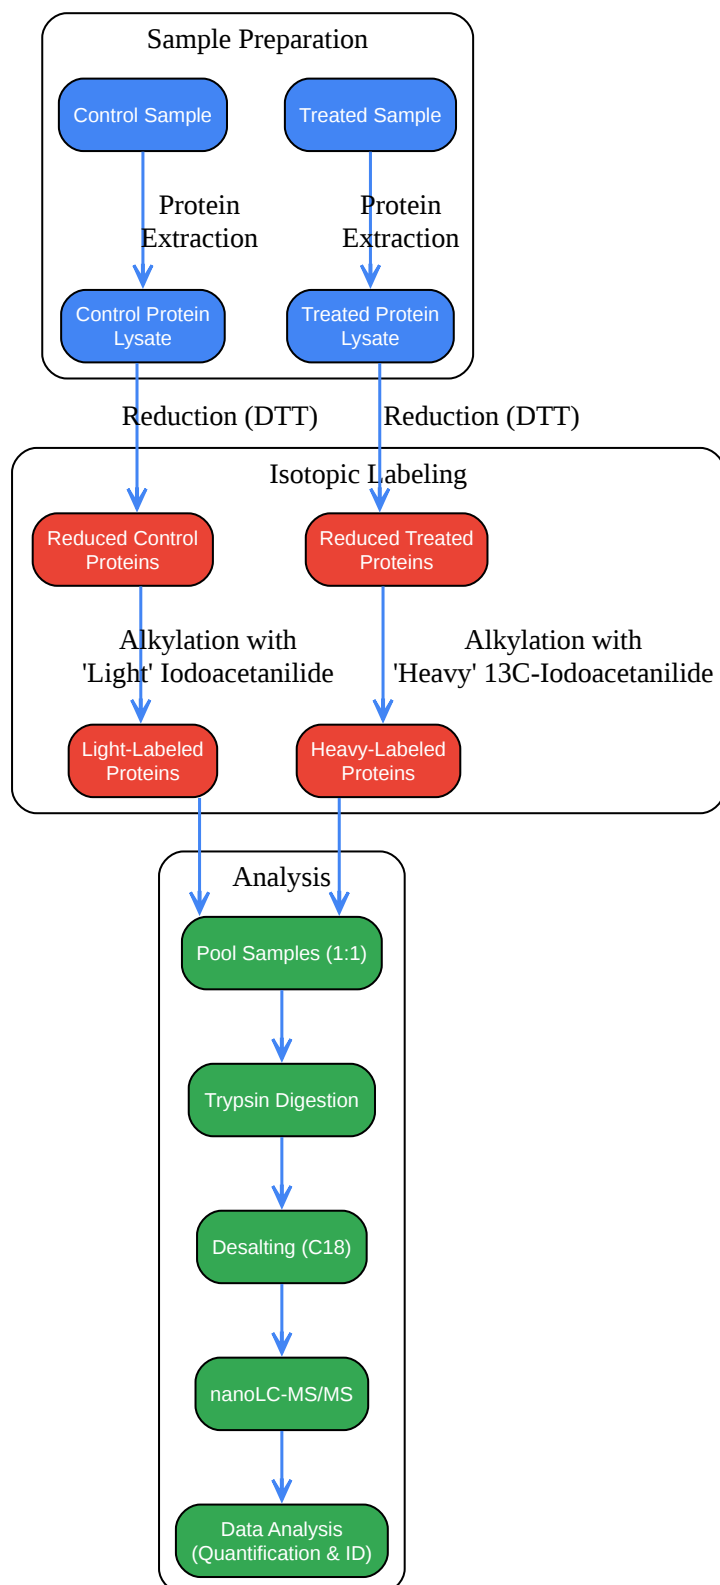 Sample Preparation
Control Sample
Treated Sample
Protein
Extraction
Protein
Extraction
Control Protein
Lysate
Treated Protein
Lysate
Reduction (DTT)
Reduction (DTT)
Isotopic Labeling
Reduced Control
Proteins
Reduced Treated
Proteins
Alkylation with
'Light' Iodoacetanilide
Alkylation with
'Heavy' 13C-Iodoacetanilide
Light-Labeled
Proteins
Heavy-Labeled
Proteins
Analysis
Pool Samples (1:1)
Trypsin Digestion
Desalting (C18)
nanoLC-MS/MS
Data Analysis
(Quantification & ID)